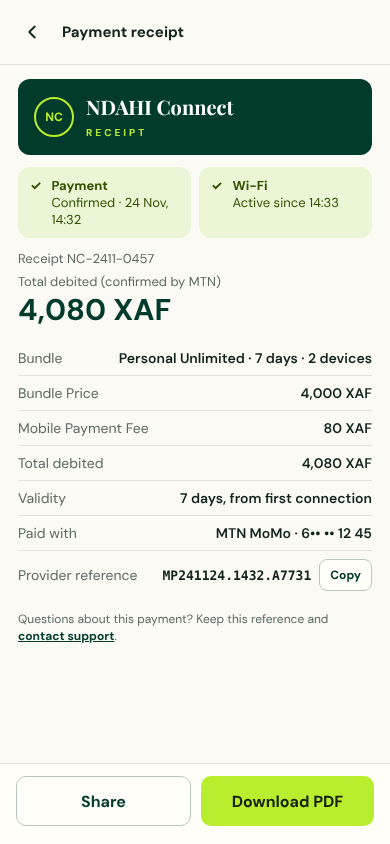 Payment receipt
NC
NDAHI Connect
RECEIPT
✓ Payment
Confirmed · 24 Nov,
14:32
✓ Wi-Fi
Active since 14:33
Receipt NC-2411-0457
Total debited (confirmed by MTN)
4,080 XAF
Bundle Personal Unlimited · 7 days · 2 devices
Bundle Price 4,000 XAF
Mobile Payment Fee 80 XAF
Total debited 4,080 XAF
Validity 7 days, from first connection
Paid with MTN MoMo · 6•• •• 12 45
Provider reference MP241124.1432.A7731 Copy
Questions about this payment? Keep this reference and
contact support.
Share Download PDF